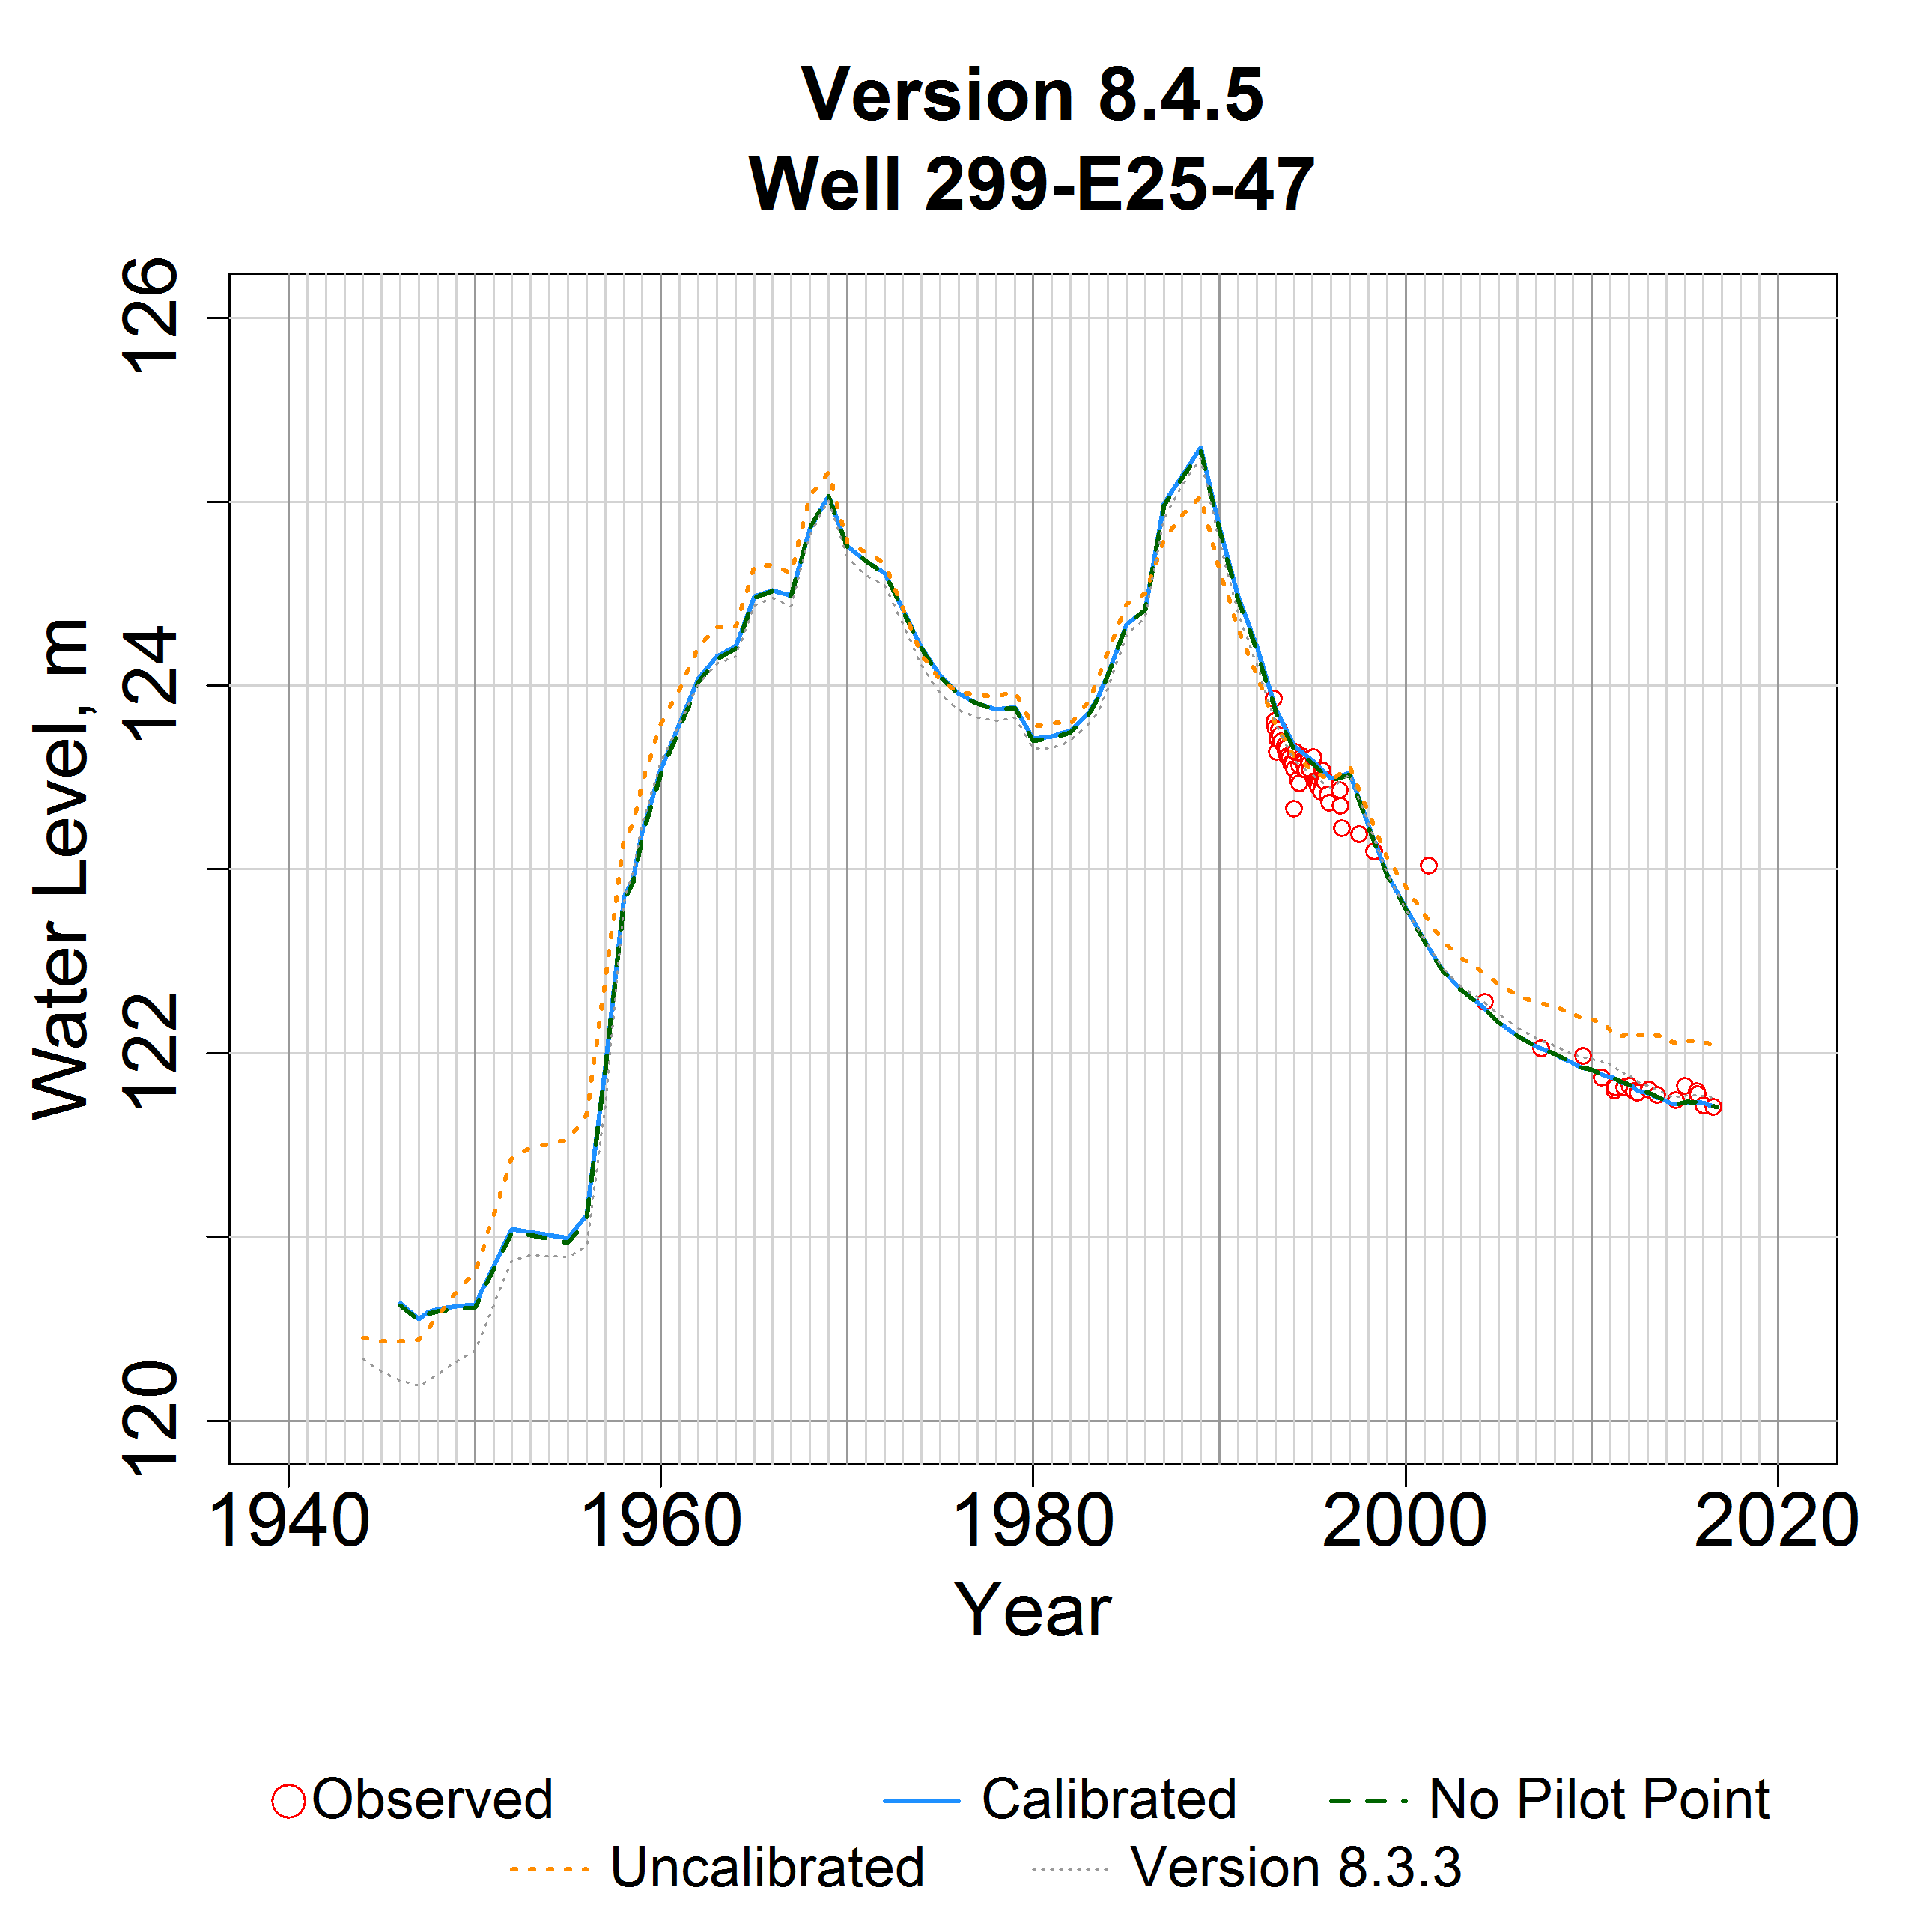 Version 8.4.5
Well 299-E25-47
126
124
122
120
Water Level, m
1940 1960 1980 2000 2020
Year
Observed Calibrated No Pilot Point
Uncalibrated Version 8.3.3